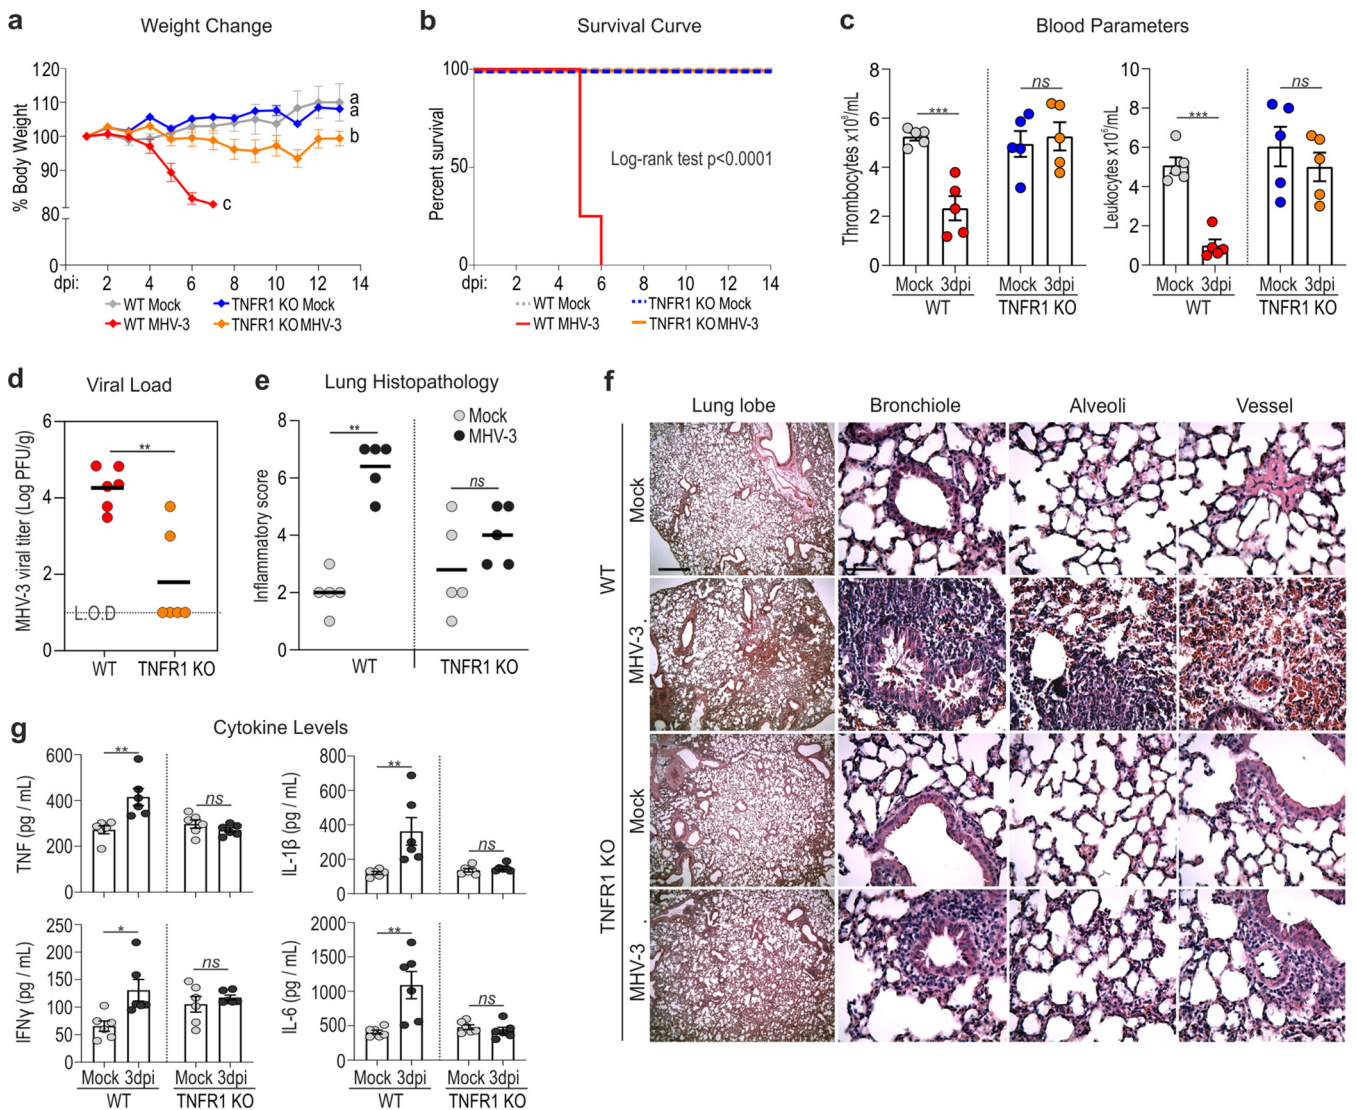 a Weight Change
% Body Weight
120
110
100
90
80
80
0
a
a
b
c
dpi: 2 4 6 8 10 12 14
WT Mock TNFR1 KO Mock
WT MHV-3 TNFR1 KO MHV-3
b Survival Curve
Percent survival
100
50
0
Log-rank test p<0.0001
dpi: 2 4 6 8 10 12 14
WT Mock TNFR1 KO Mock
WT MHV-3 TNFR1 KO MHV-3
c Blood Parameters
Thrombocytes x10⁸/mL
8
6
4
2
0
*** ns
Mock 3dpi Mock 3dpi
WT TNFR1 KO
Leukocytes x10⁶/mL
10
8
6
4
2
0
*** ns
Mock 3dpi Mock 3dpi
WT TNFR1 KO
d Viral Load
MHV-3 viral titer (Log PFU/g)
6
4
2
0
**
L.O.D
WT TNFR1 KO
e Lung Histopathology
Inflammatory score
8
6
4
2
0
Mock
MHV-3
** ns
WT TNFR1 KO
f
Lung lobe Bronchiole Alveoli Vessel
WT
Mock
MHV-3
TNFR1 KO
Mock
MHV-3
g Cytokine Levels
TNF (pg / mL)
600
400
200
0
** ns
IL-1β (pg / mL)
800
600
400
200
0
** ns
IFNγ (pg / mL)
250
200
150
100
50
0
* ns
Mock 3dpi Mock 3dpi
WT TNFR1 KO
IL-6 (pg / mL)
2000
1500
1000
500
0
** ns
Mock 3dpi Mock 3dpi
WT TNFR1 KO